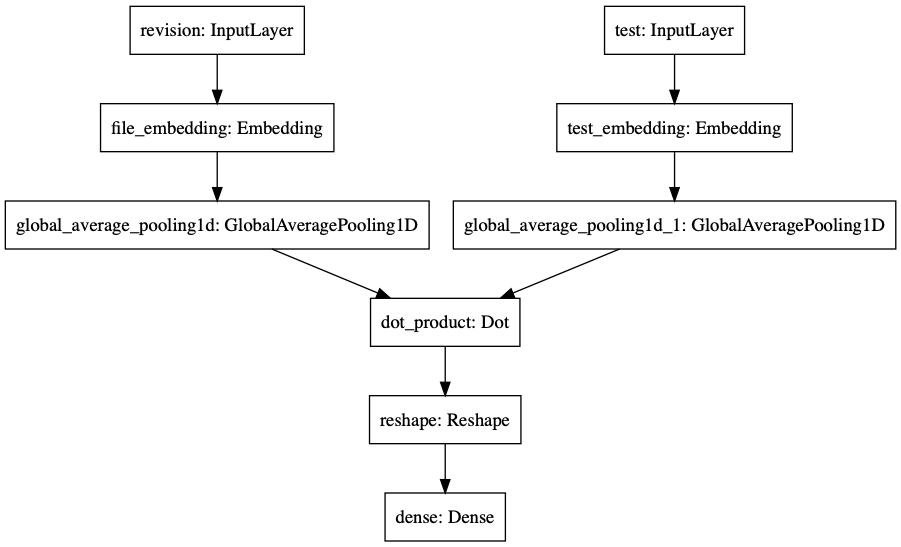 revision: InputLayer
test: InputLayer
file_embedding: Embedding
test_embedding: Embedding
global_average_pooling1d: GlobalAveragePooling1D
global_average_pooling1d_1: GlobalAveragePooling1D
dot_product: Dot
reshape: Reshape
dense: Dense